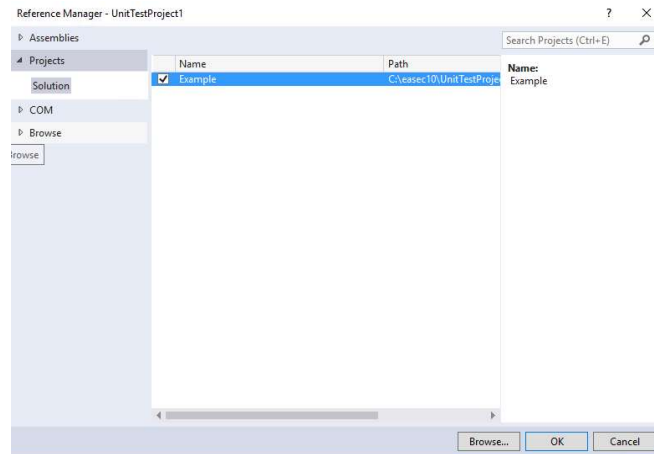 Reference Manager - UnitTestProject1 ? X
Assemblies
Search Projects (Ctrl+E)
Projects
Name Path
Name:
Example C:\easec10\UnitTestProje
Example
Solution
COM
Browse
Browse
Browse... OK Cancel